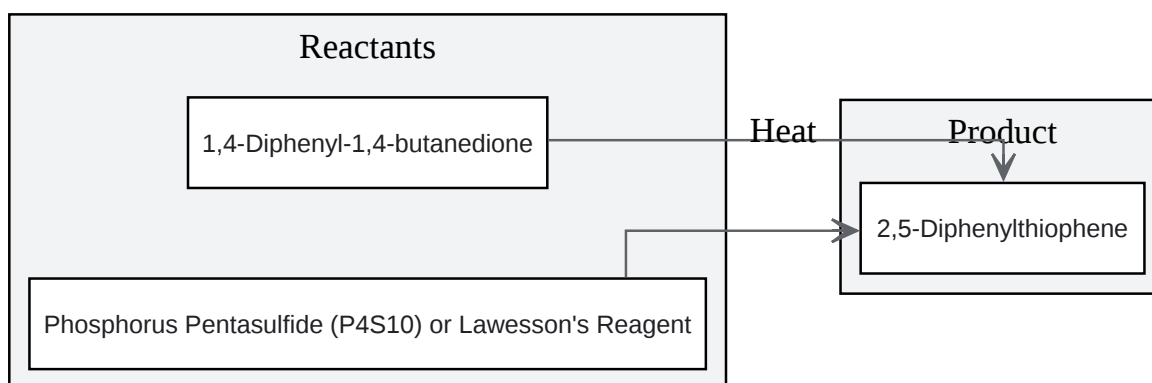 Reactants
1,4-Diphenyl-1,4-butanedione
Heat
Product
2,5-Diphenylthiophene
Phosphorus Pentasulfide (P4S10) or Lawesson's Reagent